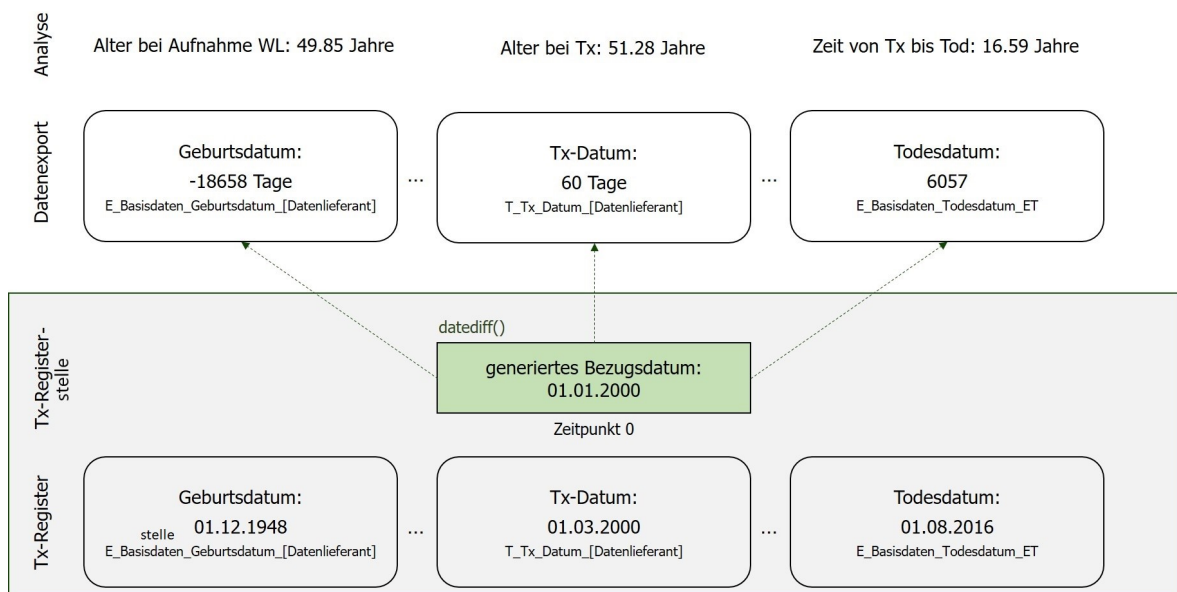 Analyse
Alter bei Aufnahme WL: 49.85 Jahre
Alter bei Tx: 51.28 Jahre
Zeit von Tx bis Tod: 16.59 Jahre
Datenexport
Geburtsdatum:
-18658 Tage
E_Basisdaten_Geburtsdatum_[Datenlieferant]
...
Tx-Datum:
60 Tage
T_Tx_Datum_[Datenlieferant]
...
Todesdatum:
6057
E_Basisdaten_Todesdatum_ET
Tx-Register-
stelle
datediff()
generiertes Bezugsdatum:
01.01.2000
Zeitpunkt 0
Tx-Register
Geburtsdatum:
01.12.1948
stelle
E_Basisdaten_Geburtsdatum_[Datenlieferant]
...
Tx-Datum:
01.03.2000
T_Tx_Datum_[Datenlieferant]
...
Todesdatum:
01.08.2016
E_Basisdaten_Todesdatum_ET